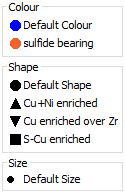 Colour
Default Colour
sulfide bearing
Shape
Default Shape
Cu+Ni enriched
Cu enriched over Zr
S-Cu enriched
Size
Default Size